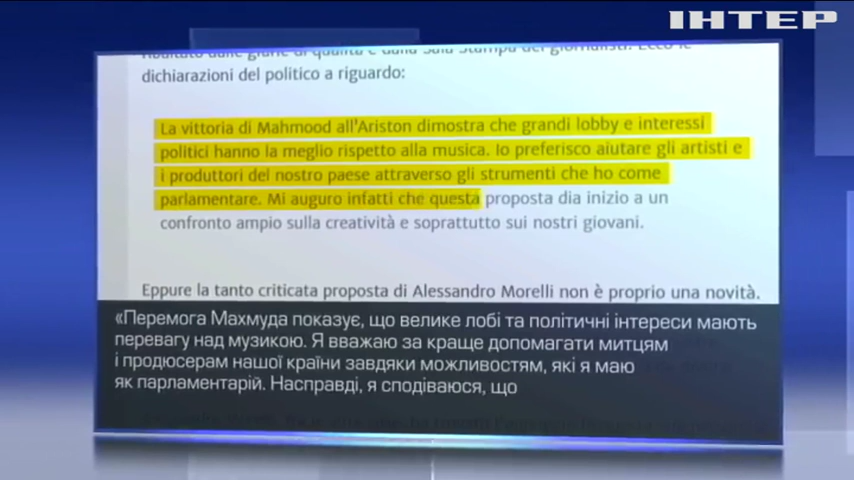 ІНТЕР
dichiarazioni del politico a riguardo:
La vittoria di Mahmood all'Ariston dimostra che grandi lobby e interessi
politici hanno la meglio rispetto alla musica. Io preferisco aiutare gli artisti e
i produttori del nostro paese attraverso gli strumenti che ho come
parlamentare. Mi auguro infatti che questa proposta dia inizio a un
confronto ampio sulla creatività e soprattutto sui nostri giovani.
Eppure la tanto criticata proposta di Alessandro Morelli non è proprio una novità.
«Перемога Махмуда показує, що велике лобі та політичні інтереси мають
перевагу над музикою. Я вважаю за краще допомагати митцям
і продюсерам нашої країни завдяки можливостям, які я маю
як парламентарій. Насправді, я сподіваюся, що